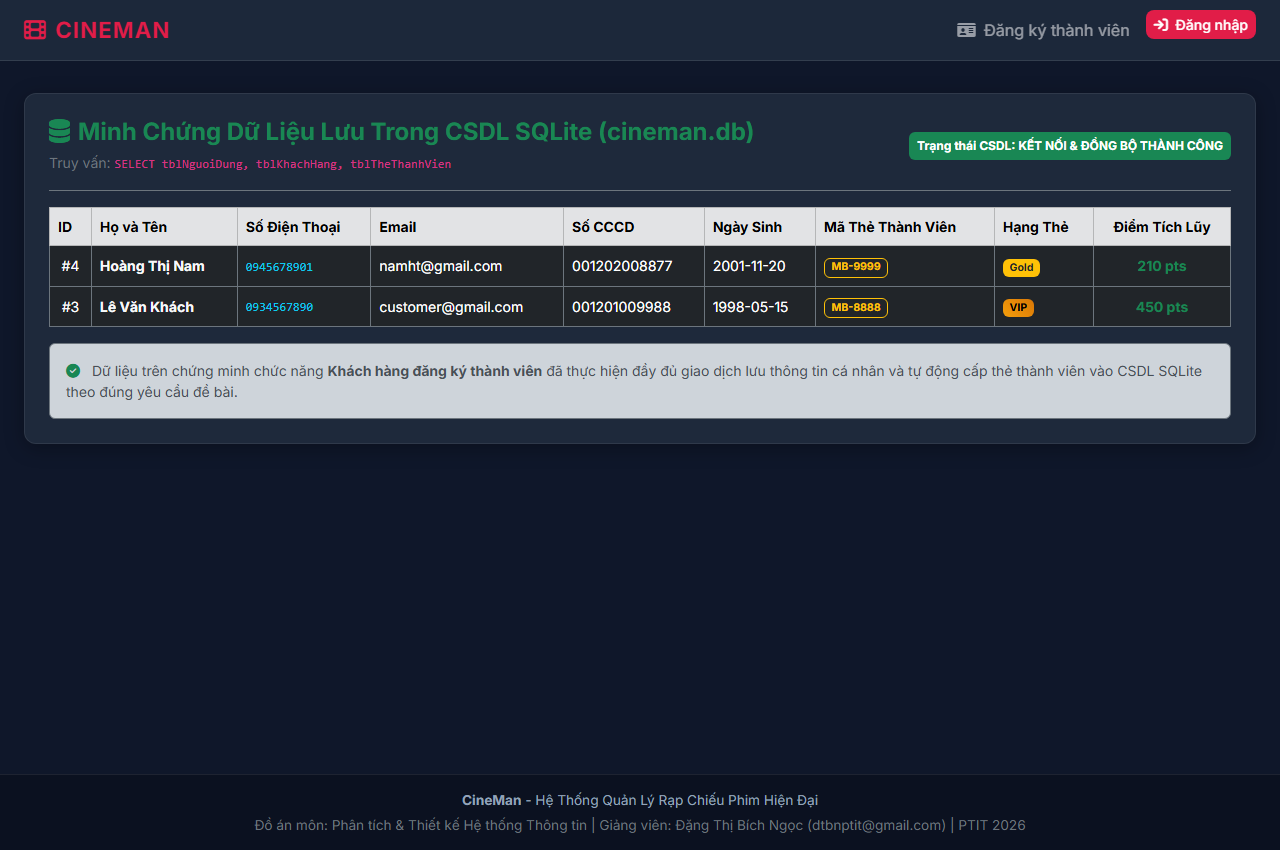 CINEMAN
Đăng ký thành viên
Đăng nhập
Minh Chứng Dữ Liệu Lưu Trong CSDL SQLite (cineman.db)
Truy vấn: SELECT tblNguoiDung, tblKhachHang, tblTheThanhVien
Trạng thái CSDL: KẾT NỐI & ĐỒNG BỘ THÀNH CÔNG
ID Họ và Tên Số Điện Thoại Email Số CCCD Ngày Sinh Mã Thẻ Thành Viên Hạng Thẻ Điểm Tích Lũy
#4 Hoàng Thị Nam 0945678901 namht@gmail.com 001202008877 2001-11-20 MB-9999 Gold 210 pts
#3 Lê Văn Khách 0934567890 customer@gmail.com 001201009988 1998-05-15 MB-8888 VIP 450 pts
Dữ liệu trên chứng minh chức năng Khách hàng đăng ký thành viên đã thực hiện đầy đủ giao dịch lưu thông tin cá nhân và tự động cấp thẻ thành viên vào CSDL SQLite
theo đúng yêu cầu đề bài.
CineMan - Hệ Thống Quản Lý Rạp Chiếu Phim Hiện Đại
Đồ án môn: Phân tích & Thiết kế Hệ thống Thông tin | Giảng viên: Đặng Thị Bích Ngọc (dtbnptit@gmail.com) | PTIT 2026